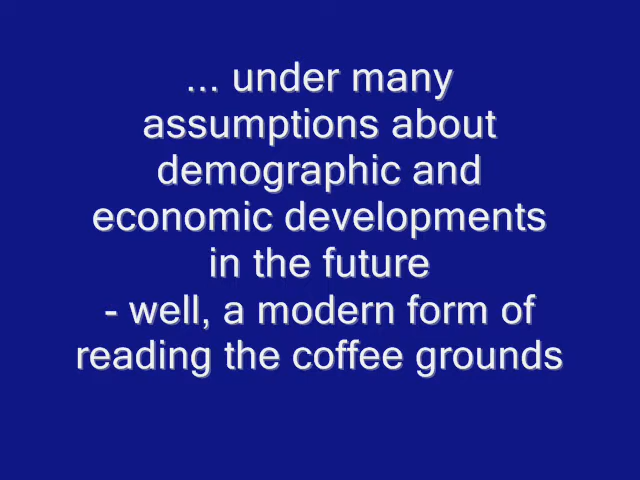 ... under many
assumptions about
demographic and
economic developments
in the future
- well, a modern form of
reading the coffee grounds